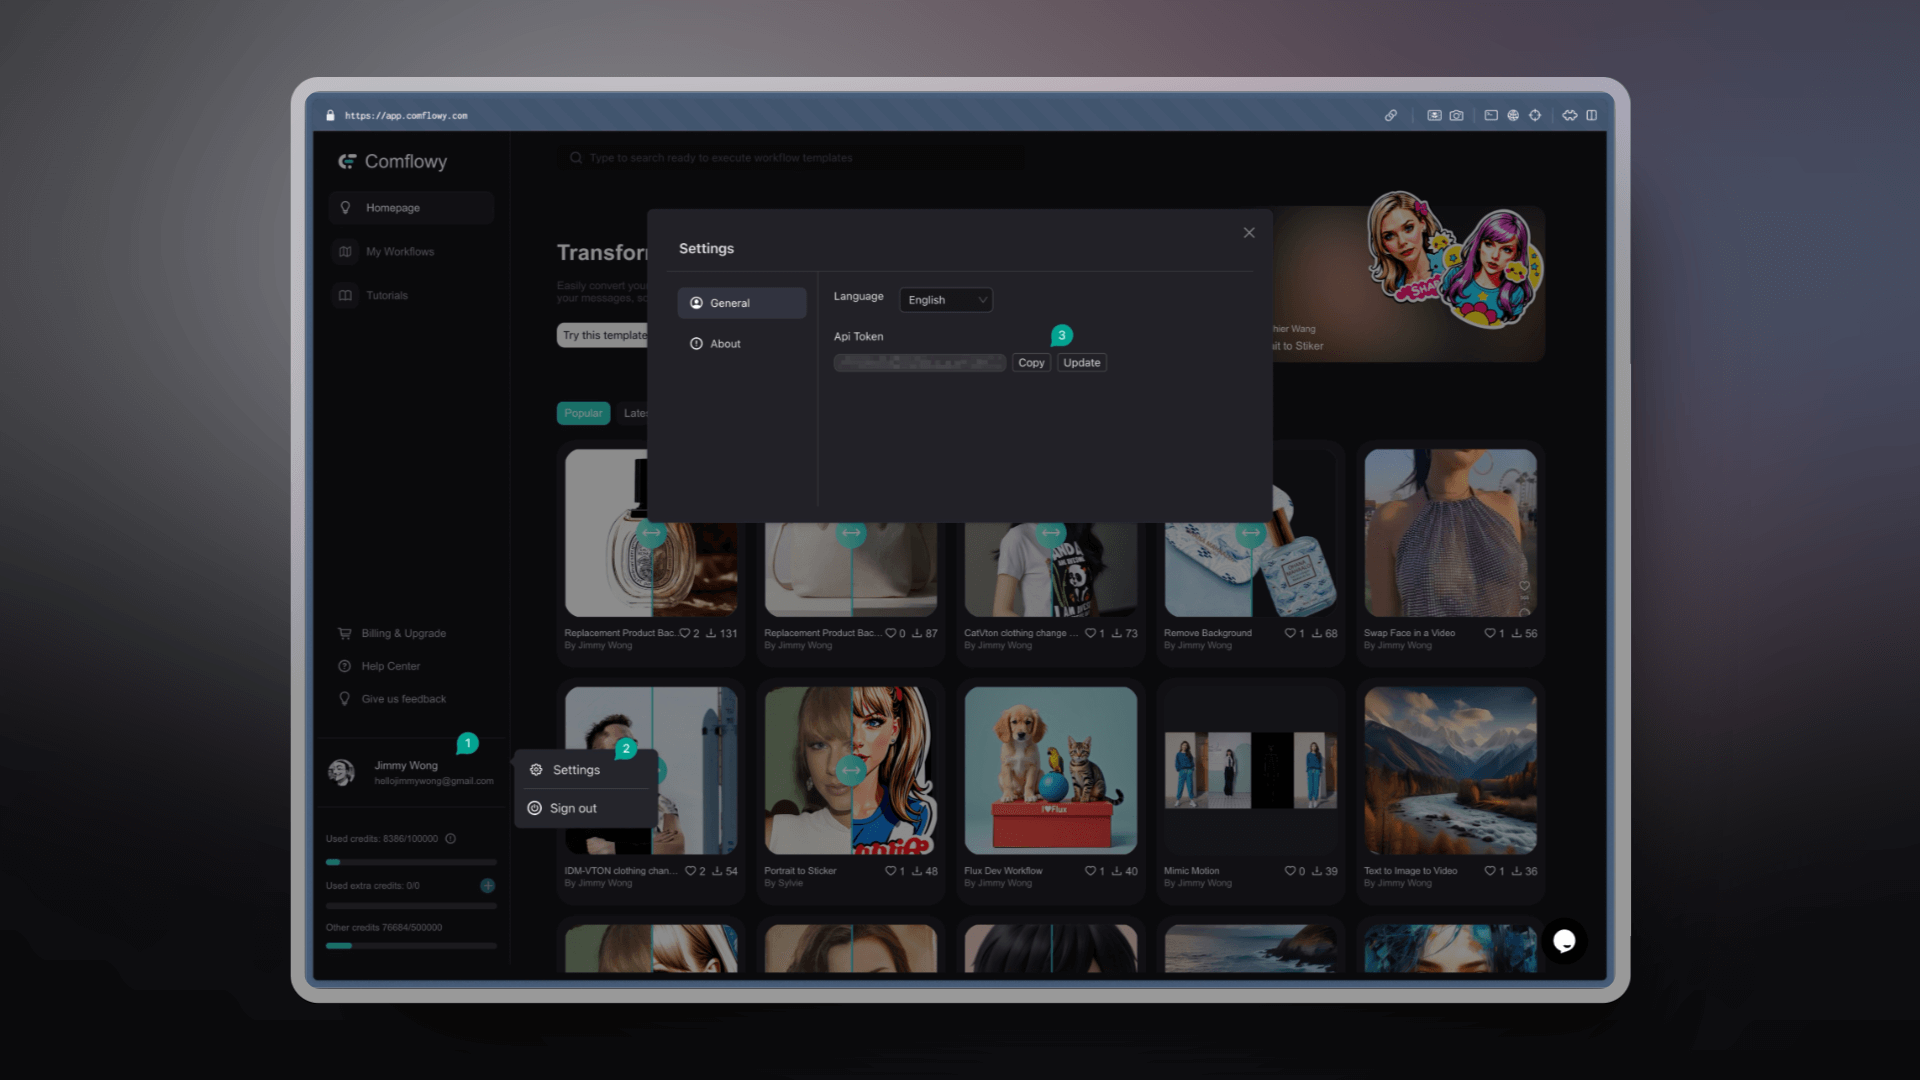 https://app.comflowy.com
Comflowy
Type to search ready to execute workflow templates
Homepage
My Workflows
Tutorials
Settings
General
About
Language
English
Api Token
3
Copy
Update
Transfor
Easily convert you
your messages, so
Try this template
hier Wang
it to Stiker
SHAP
Popular
Lates
Replacement Product Bac... 2 131
By Jimmy Wong
Replacement Product Bac... 0 87
By Jimmy Wong
CatVton clothing change ... 1 73
By Jimmy Wong
Remove Background 1 68
By Jimmy Wong
Swap Face in a Video 1 56
By Jimmy Wong
Billing & Upgrade
Help Center
Give us feedback
1
Jimmy Wong
hellojimmywong@gmail.com
2
Settings
Sign out
Used credits: 8386/100000
Used extra credits: 0/0
Other credits 76684/500000
I♥Flux
IDM-VTON clothing chan... 2 54
By Jimmy Wong
Portrait to Sticker 1 48
By Sylvie
Flux Dev Workflow 1 40
By Jimmy Wong
Mimic Motion 0 39
By Jimmy Wong
Text to Image to Video 1 36
By Jimmy Wong